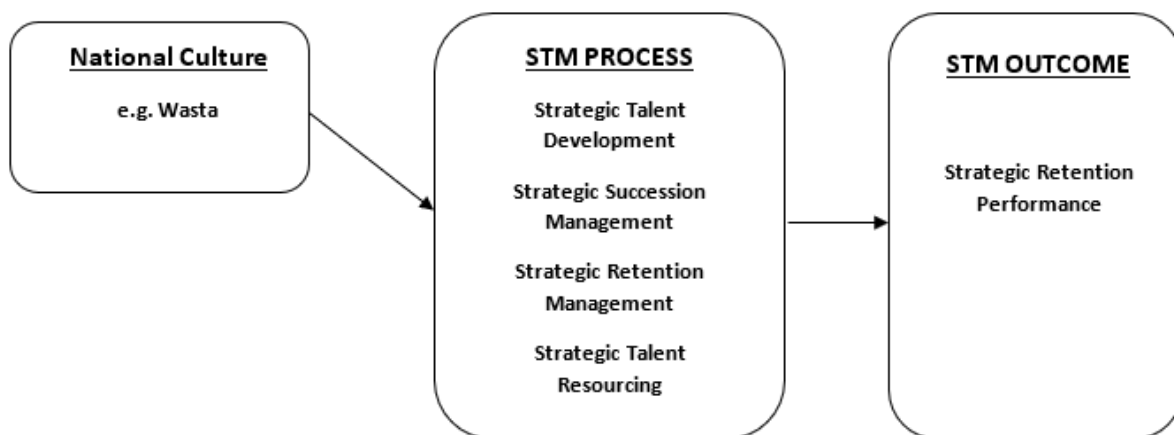 National Culture
e.g. Wasta
STM PROCESS
Strategic Talent
Development
Strategic Succession
Management
Strategic Retention
Management
Strategic Talent
Resourcing
STM OUTCOME
Strategic Retention
Performance